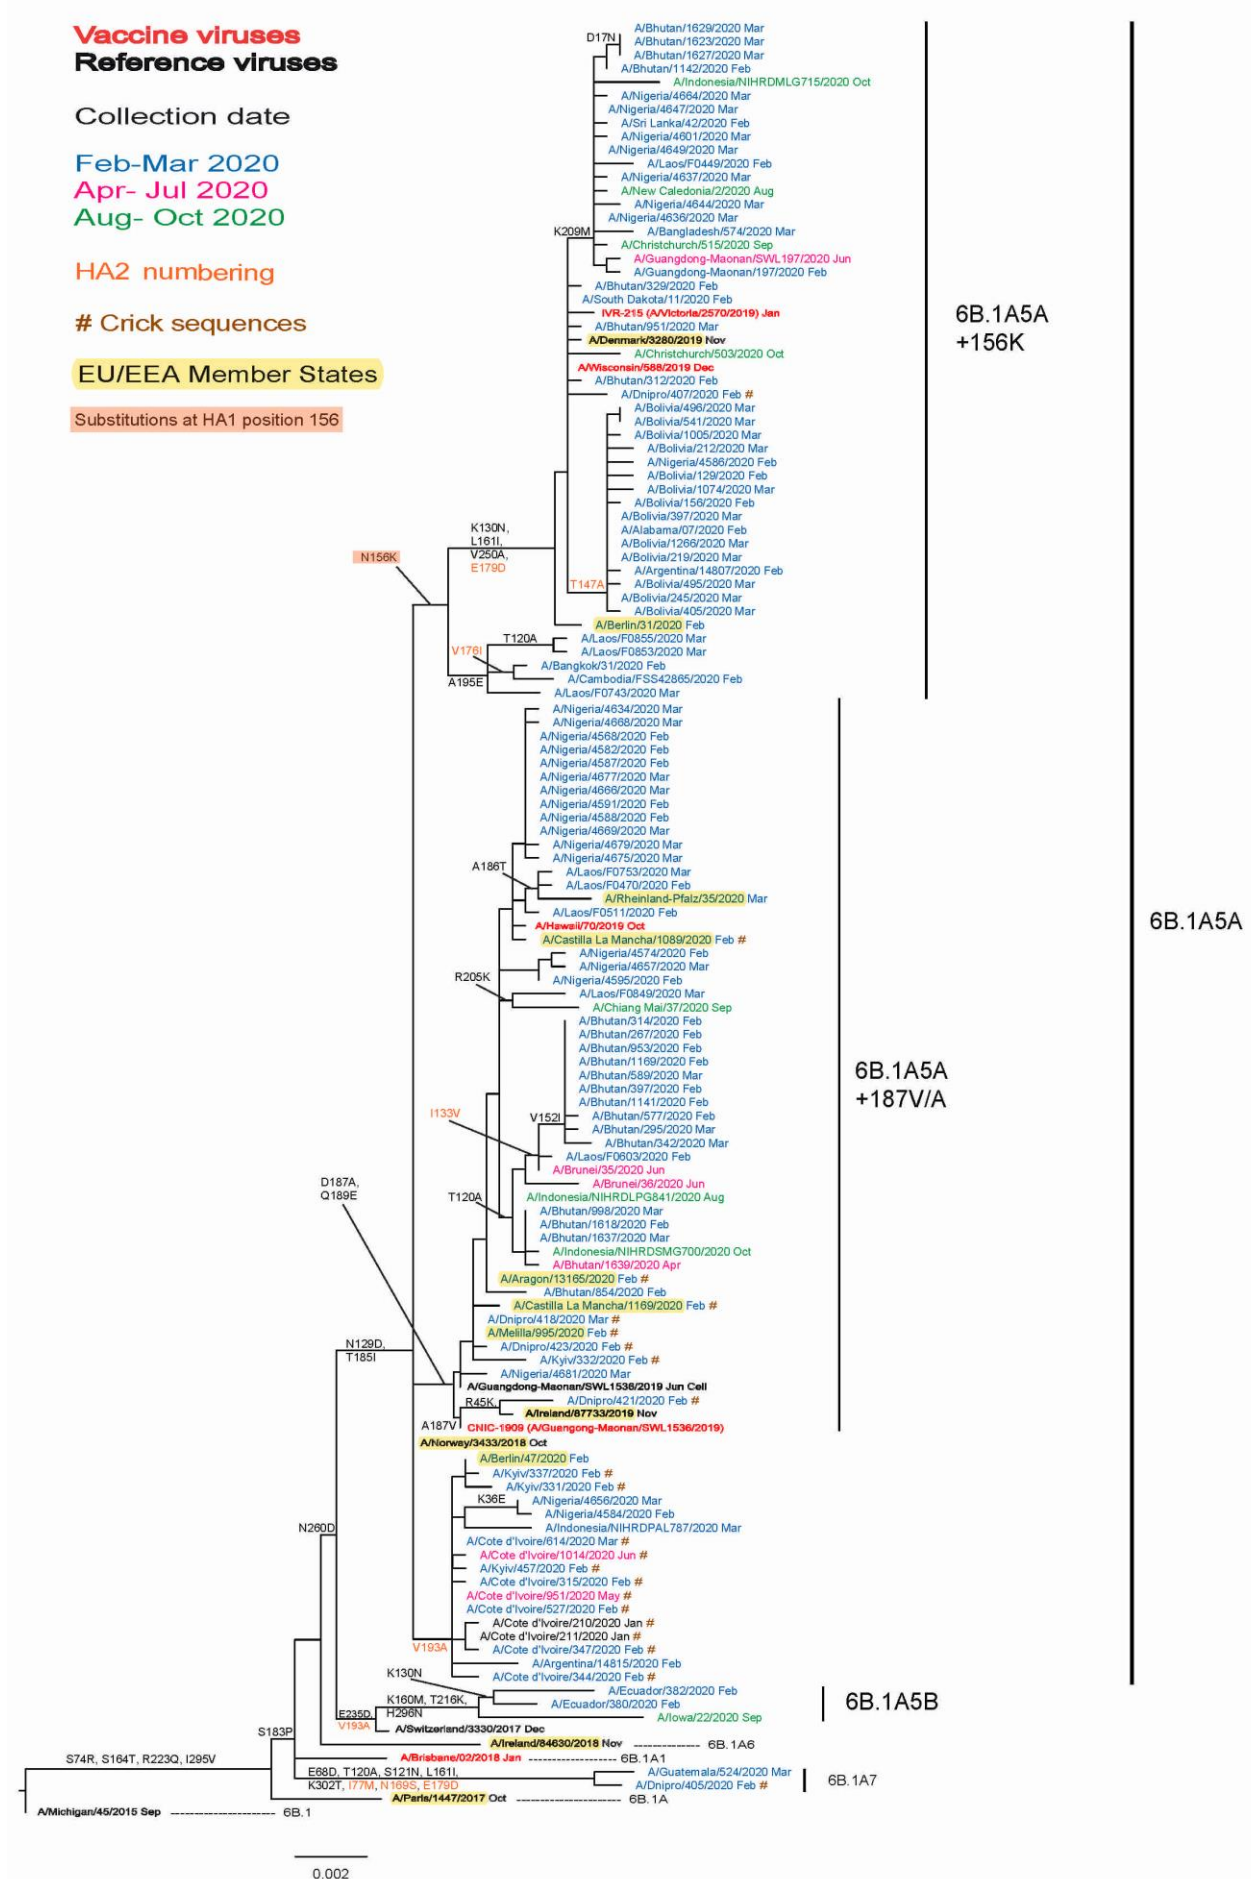 Vaccine viruses
Reference viruses
Collection date
Feb-Mar 2020
Apr- Jul 2020
Aug- Oct 2020
HA2 numbering
# Crick sequences
EU/EEA Member States
Substitutions at HA1 position 156
A/Bhutan/1629/2020 Mar
D17N
A/Bhutan/1623/2020 Mar
A/Bhutan/1627/2020 Mar
A/Bhutan/1142/2020 Feb
A/Indonesia/NIHRDMLG715/2020 Oct
A/Nigeria/4664/2020 Mar
A/Nigeria/4647/2020 Mar
A/Sri Lanka/42/2020 Feb
A/Nigeria/4601/2020 Mar
A/Nigeria/4649/2020 Mar
A/Laos/F0449/2020 Feb
A/Nigeria/4637/2020 Mar
A/New Caledonia/2/2020 Aug
A/Nigeria/4644/2020 Mar
A/Nigeria/4636/2020 Mar
K209M
A/Bangladesh/574/2020 Mar
A/Christchurch/515/2020 Sep
A/Guangdong-Maonan/SWL197/2020 Jun
A/Guangdong-Maonan/197/2020 Feb
A/Bhutan/329/2020 Feb
A/South Dakota/11/2020 Feb
IVR-215 (A/Victoria/2570/2019) Jan
A/Bhutan/951/2020 Mar
A/Denmark/3280/2019 Nov
A/Christchurch/503/2020 Oct
A/Wisconsin/588/2019 Dec
A/Bhutan/312/2020 Feb
A/Dnipro/407/2020 Feb #
A/Bolivia/496/2020 Mar
A/Bolivia/541/2020 Mar
A/Bolivia/1005/2020 Mar
A/Bolivia/212/2020 Mar
A/Nigeria/4586/2020 Feb
A/Bolivia/129/2020 Feb
A/Bolivia/1074/2020 Mar
A/Bolivia/156/2020 Feb
A/Bolivia/397/2020 Mar
A/Alabama/07/2020 Feb
A/Bolivia/1266/2020 Mar
A/Bolivia/219/2020 Mar
A/Argentina/14807/2020 Feb
T147A
A/Bolivia/495/2020 Mar
A/Bolivia/245/2020 Mar
A/Bolivia/405/2020 Mar
K130N,
L161I,
V250A,
E179D
N156K
A/Berlin/31/2020 Feb
T120A
A/Laos/F0855/2020 Mar
A/Laos/F0853/2020 Mar
V176I
A/Bangkok/31/2020 Feb
A/Cambodia/FSS42865/2020 Feb
A195E
A/Laos/F0743/2020 Mar
6B.1A5A
+156K
A/Nigeria/4634/2020 Mar
A/Nigeria/4668/2020 Mar
A/Nigeria/4568/2020 Feb
A/Nigeria/4582/2020 Feb
A/Nigeria/4587/2020 Feb
A/Nigeria/4677/2020 Mar
A/Nigeria/4666/2020 Mar
A/Nigeria/4591/2020 Feb
A/Nigeria/4588/2020 Feb
A/Nigeria/4669/2020 Mar
A/Nigeria/4679/2020 Mar
A/Nigeria/4675/2020 Mar
A186T
A/Laos/F0753/2020 Mar
A/Laos/F0470/2020 Feb
A/Rheinland-Pfalz/35/2020 Mar
A/Laos/F0511/2020 Feb
A/Hawaii/70/2019 Oct
A/Castilla La Mancha/1089/2020 Feb #
A/Nigeria/4574/2020 Feb
A/Nigeria/4657/2020 Mar
A/Nigeria/4595/2020 Feb
R205K
A/Laos/F0849/2020 Mar
A/Chiang Mai/37/2020 Sep
A/Bhutan/314/2020 Feb
A/Bhutan/267/2020 Feb
A/Bhutan/953/2020 Feb
A/Bhutan/1169/2020 Feb
A/Bhutan/589/2020 Mar
A/Bhutan/397/2020 Feb
A/Bhutan/1141/2020 Feb
I133V
V152I
A/Bhutan/577/2020 Feb
A/Bhutan/295/2020 Mar
A/Bhutan/342/2020 Mar
A/Laos/F0603/2020 Feb
A/Brunei/35/2020 Jun
A/Brunei/36/2020 Jun
T120A
A/Indonesia/NIHRDLPG841/2020 Aug
A/Bhutan/998/2020 Mar
A/Bhutan/1618/2020 Feb
A/Bhutan/1637/2020 Mar
A/Indonesia/NIHRDSMG700/2020 Oct
A/Bhutan/1639/2020 Apr
A/Aragon/13165/2020 Feb #
A/Bhutan/854/2020 Feb
A/Castilla La Mancha/1169/2020 Feb #
A/Dnipro/418/2020 Mar #
A/Melilla/995/2020 Feb #
A/Dnipro/423/2020 Feb #
A/Kyiv/332/2020 Feb #
A/Nigeria/4681/2020 Mar
A/Guangdong-Maonan/SWL1536/2019 Jun Cell
D187A,
Q189E
R45K
A/Dnipro/421/2020 Feb #
A/Ireland/87733/2019 Nov
A187V
CNIC-1909 (A/Guangong-Maonan/SWL1536/2019)
6B.1A5A
+187V/A
6B.1A5A
N129D,
T185I
A/Norway/3433/2018 Oct
A/Berlin/47/2020 Feb
A/Kyiv/337/2020 Feb #
A/Kyiv/331/2020 Feb #
K36E
A/Nigeria/4656/2020 Mar
A/Nigeria/4584/2020 Feb
A/Indonesia/NIHRDPAL787/2020 Mar
N260D
A/Cote d'Ivoire/614/2020 Mar #
A/Cote d'Ivoire/1014/2020 Jun #
A/Kyiv/457/2020 Feb #
A/Cote d'Ivoire/315/2020 Feb #
A/Cote d'Ivoire/951/2020 May #
A/Cote d'Ivoire/527/2020 Feb #
A/Cote d'Ivoire/210/2020 Jan #
A/Cote d'Ivoire/211/2020 Jan #
V193A
A/Cote d'Ivoire/347/2020 Feb #
A/Argentina/14815/2020 Feb
A/Cote d'Ivoire/344/2020 Feb #
K130N
A/Ecuador/382/2020 Feb
K160M, T216K,
H296N
A/Ecuador/380/2020 Feb
A/Iowa/22/2020 Sep
6B.1A5B
E235D
V193A
A/Switzerland/3330/2017 Dec
S183P
A/Ireland/84630/2018 Nov
6B.1A6
A/Brisbane/02/2018 Jan
6B.1A1
S74R, S164T, R223Q, I295V
E68D, T120A, S121N, L161I,
K302T, I77M, N169S, E179D
A/Guatemala/524/2020 Mar
A/Dnipro/405/2020 Feb #
6B.1A7
A/Paris/1447/2017 Oct
6B.1A
A/Michigan/45/2015 Sep
6B.1
0.002